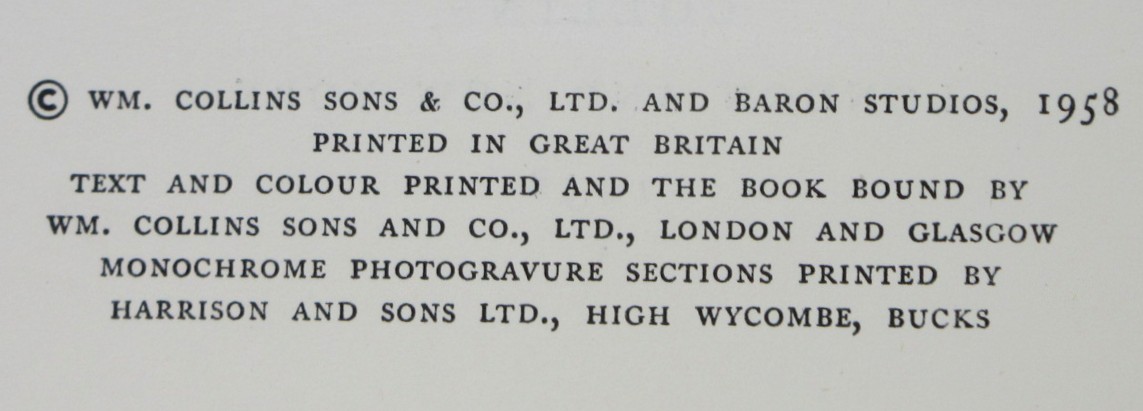 © WM. COLLINS SONS & CO., LTD. AND BARON STUDIOS, 1958
PRINTED IN GREAT BRITAIN
TEXT AND COLOUR PRINTED AND THE BOOK BOUND BY
WM. COLLINS SONS AND CO., LTD., LONDON AND GLASGOW
MONOCHROME PHOTOGRAVURE SECTIONS PRINTED BY
HARRISON AND SONS LTD., HIGH WYCOMBE, BUCKS